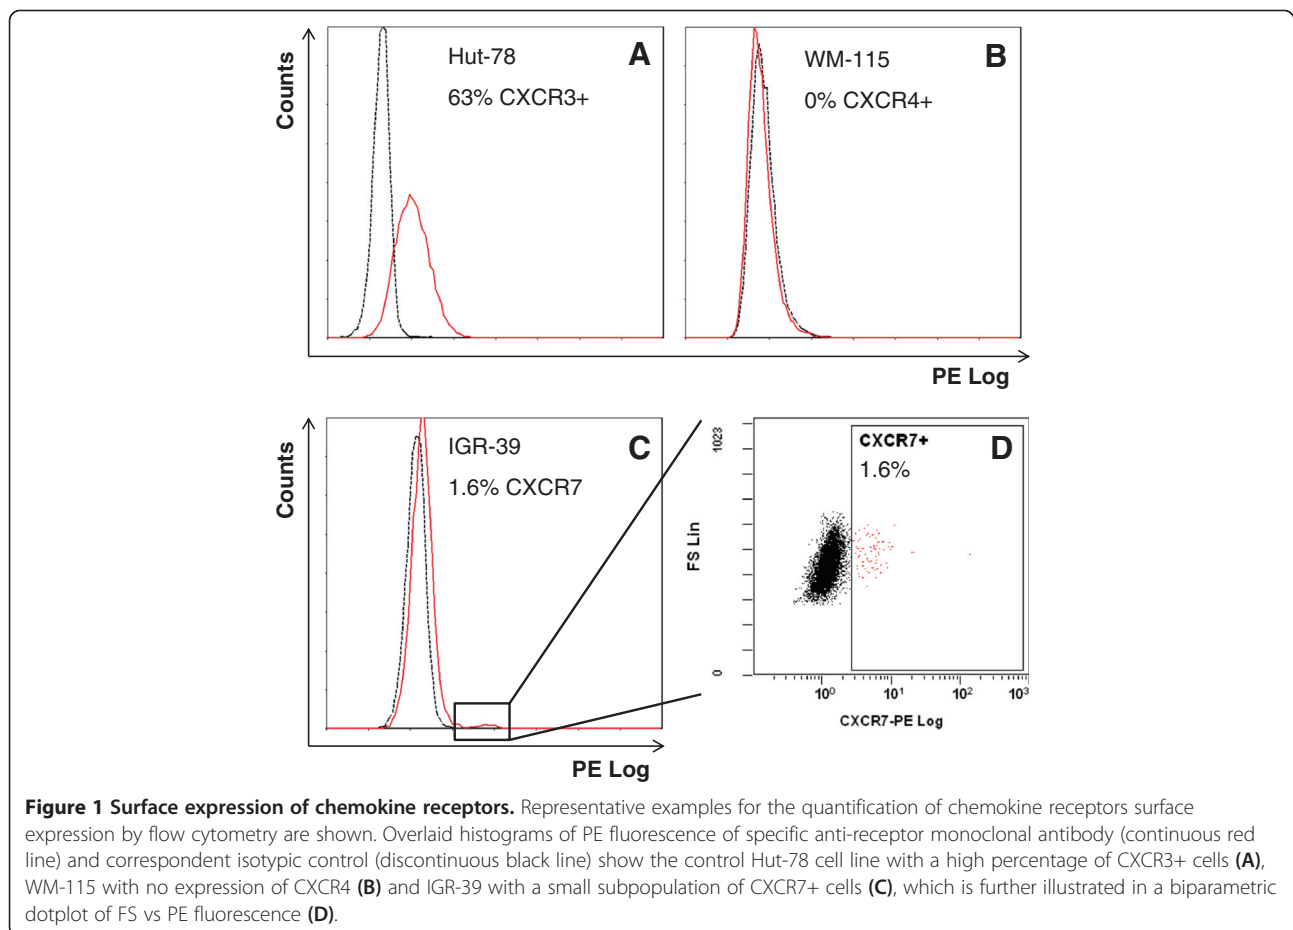 Hut-78
A
63% CXCR3+
Counts
WM-115
B
0% CXCR4+
PE Log
IGR-39
C
1.6% CXCR7
Counts
PE Log
1023
CXCR7+
D
1.6%
FS Lin
0
10⁰ 10¹ 10² 10³
CXCR7-PE Log
Figure 1 Surface expression of chemokine receptors. Representative examples for the quantification of chemokine receptors surface
expression by flow cytometry are shown. Overlaid histograms of PE fluorescence of specific anti-receptor monoclonal antibody (continuous red
line) and correspondent isotypic control (discontinuous black line) show the control Hut-78 cell line with a high percentage of CXCR3+ cells (A),
WM-115 with no expression of CXCR4 (B) and IGR-39 with a small subpopulation of CXCR7+ cells (C), which is further illustrated in a biparametric
dotplot of FS vs PE fluorescence (D).